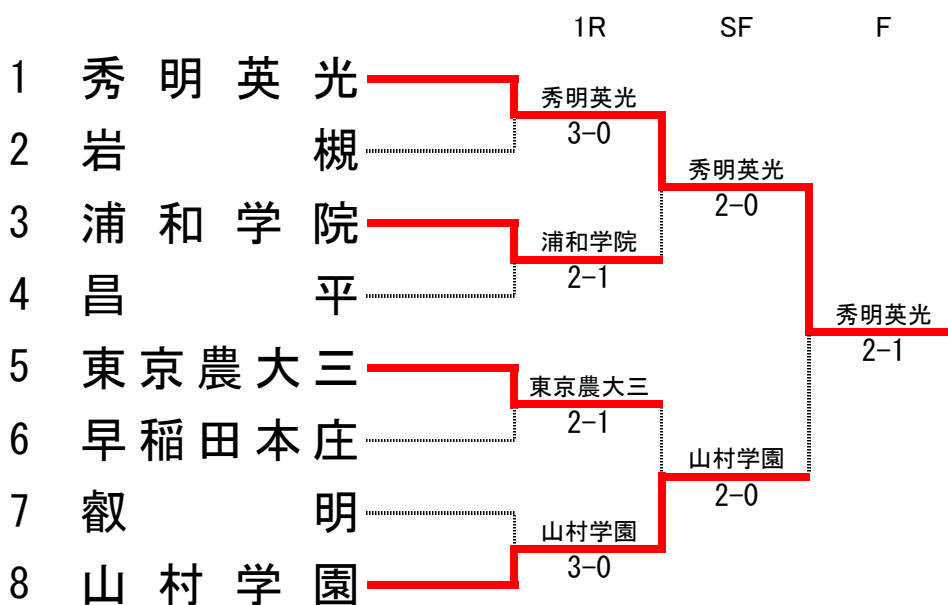 1R SF F
1 秀明英光
秀明英光
3-0
2 岩槻
秀明英光
2-0
3 浦和学院
浦和学院
2-1
4 昌平
秀明英光
2-1
5 東京農大三
東京農大三
2-1
6 早稲田本庄
山村学園
2-0
7 叡明
山村学園
3-0
8 山村学園